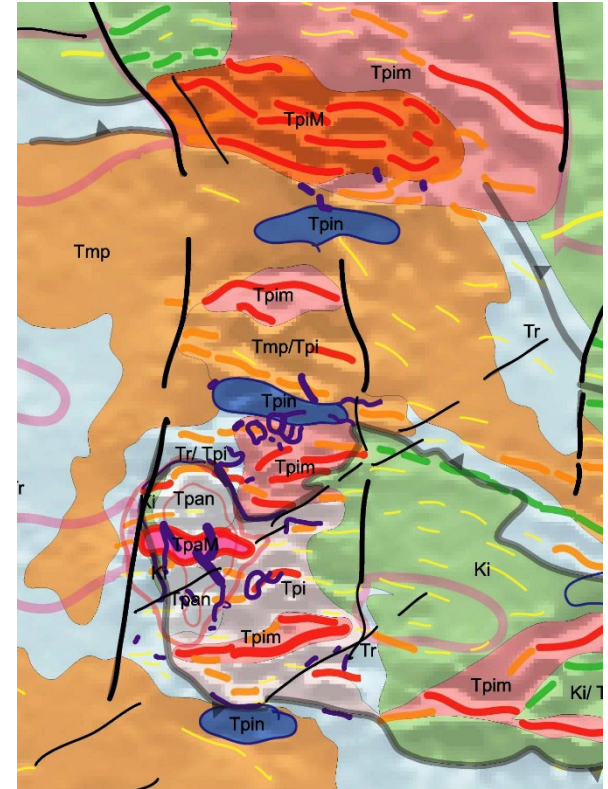 Tpim
TpiM
Tpin
Tmp
Tpim
Tr
Tmp/Tpi
Tpin
Tr/ Tpi
Tpim
Ki
Tpan
r
TpaM
Ki
Tpi
Ki
Tpan
Tpim
Tr
Tpim
Ki/ T
Tpin